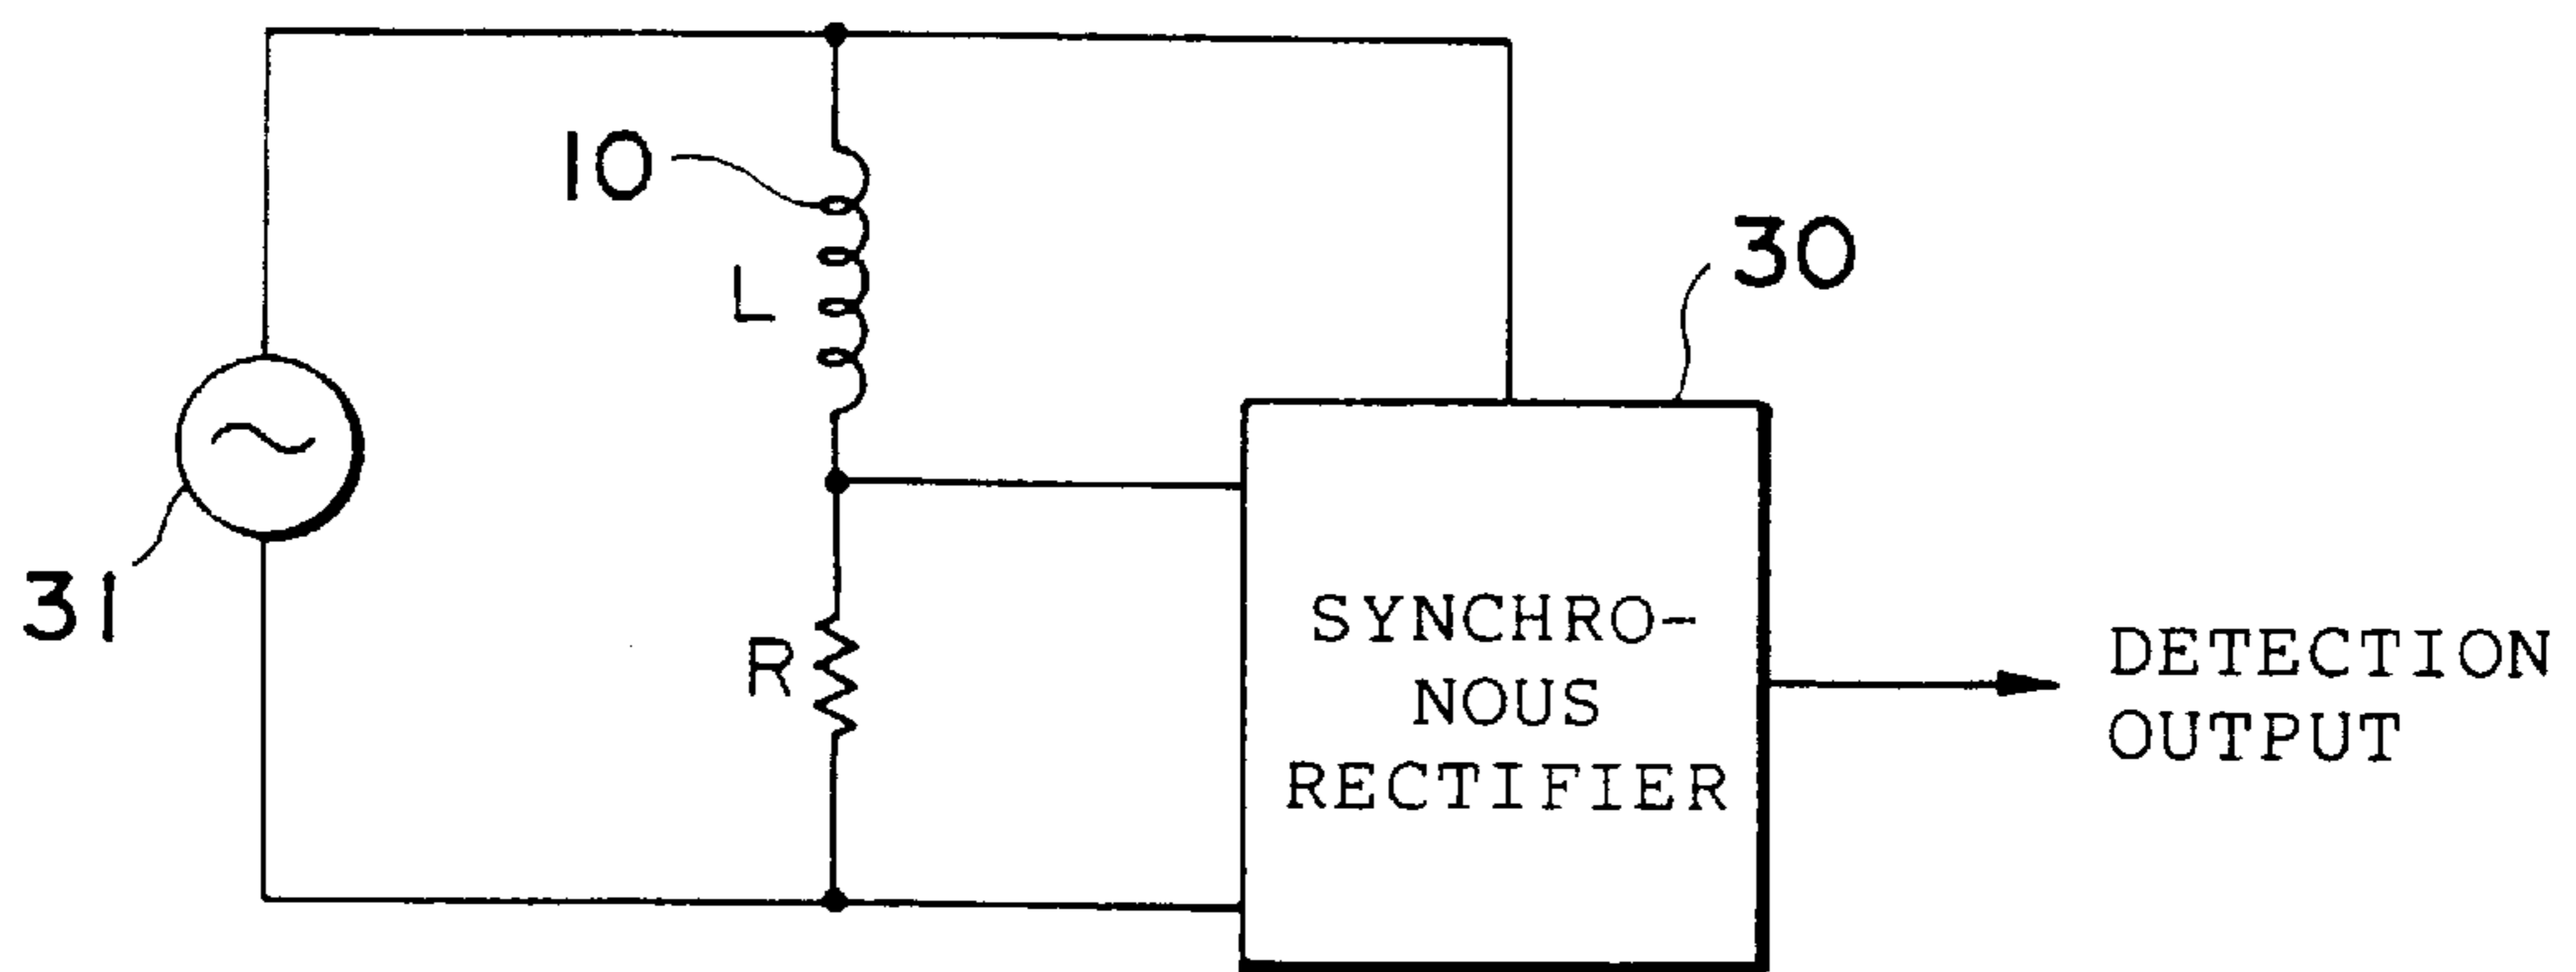 10
L
30
31
R
SYNCHRO-
NOUS
RECTIFIER
DETECTION
OUTPUT